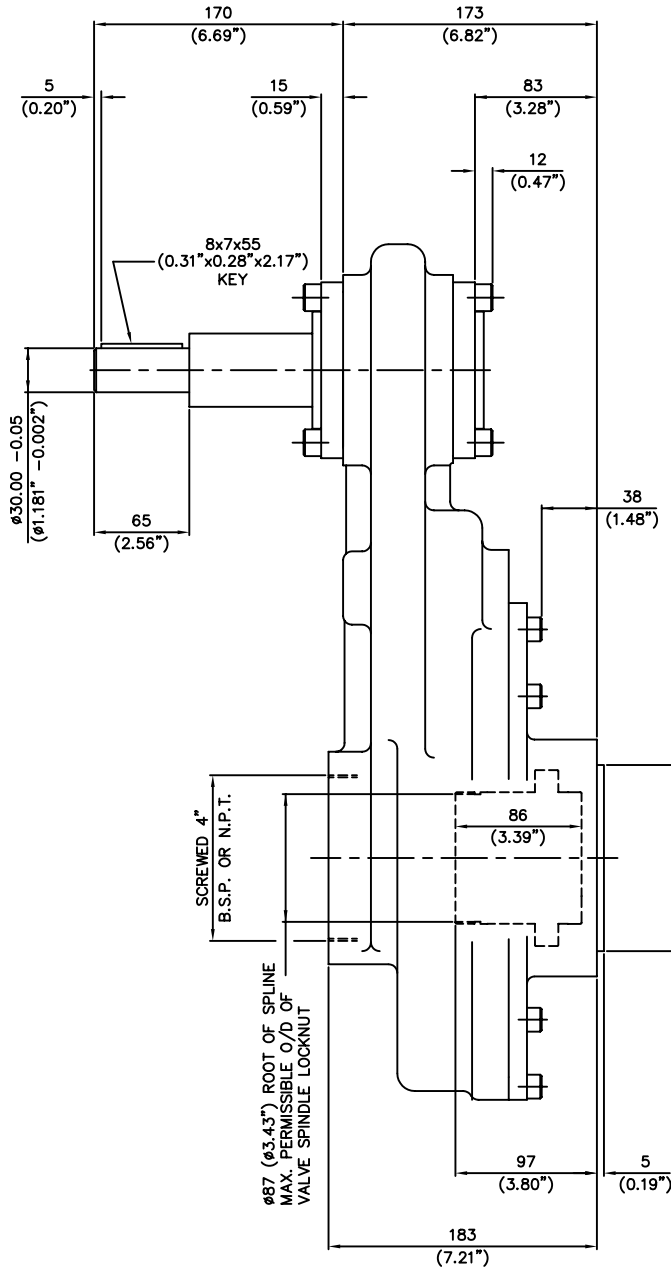 170
(6.69")
173
(6.82")
5
(0.20")
15
(0.59")
83
(3.28")
12
(0.47")
8x7x55
(0.31"x0.28"x2.17")
KEY
ø30.00 -0.05
(ø1.181" -0.002")
65
(2.56")
38
(1.48")
SCREWED 4"
B.S.P. OR N.P.T.
86
(3.39")
ø87 (ø3.43") ROOT OF SPLINE
MAX. PERMISSIBLE O/D OF
VALVE SPINDLE LOCKNUT
97
(3.80")
5
(0.19")
183
(7.21")